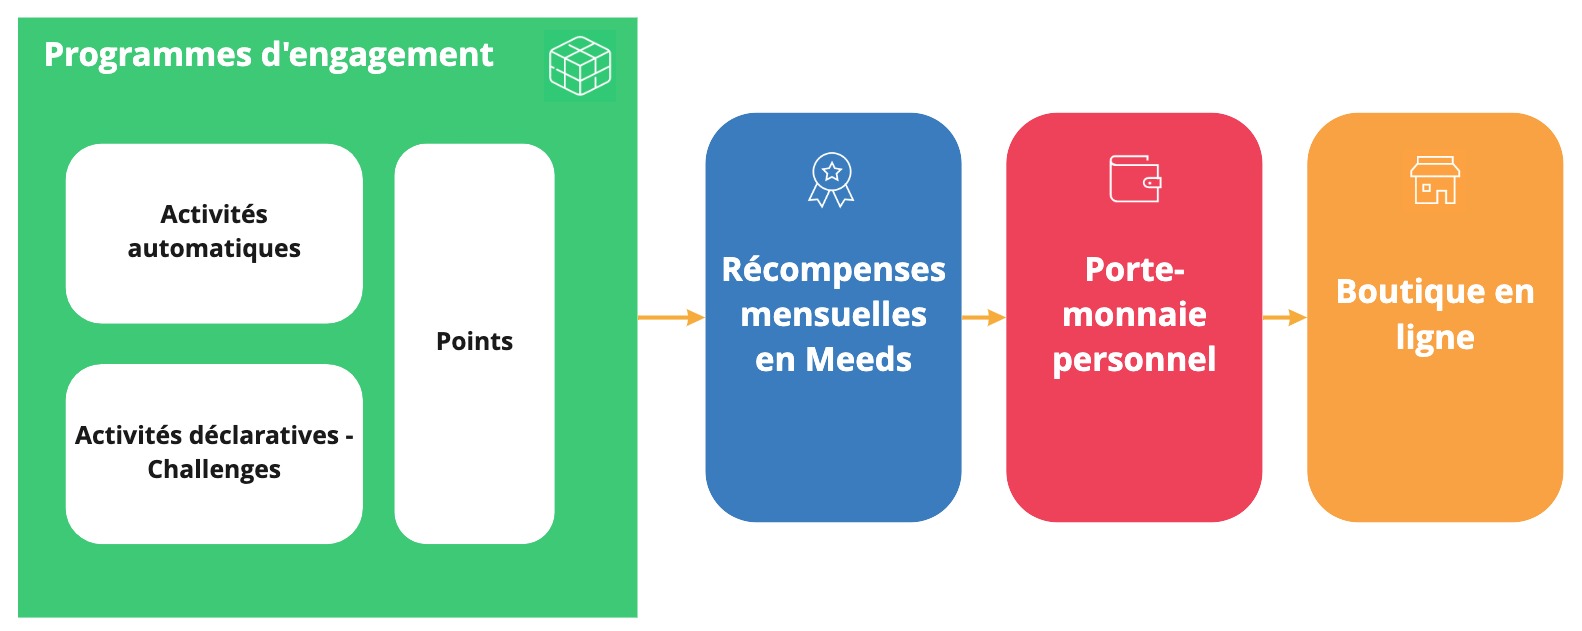 Programmes d'engagement
Activités
automatiques
Activités déclaratives -
Challenges
Points
Récompenses
mensuelles
en Meeds
Porte-
monnaie
personnel
Boutique en
ligne